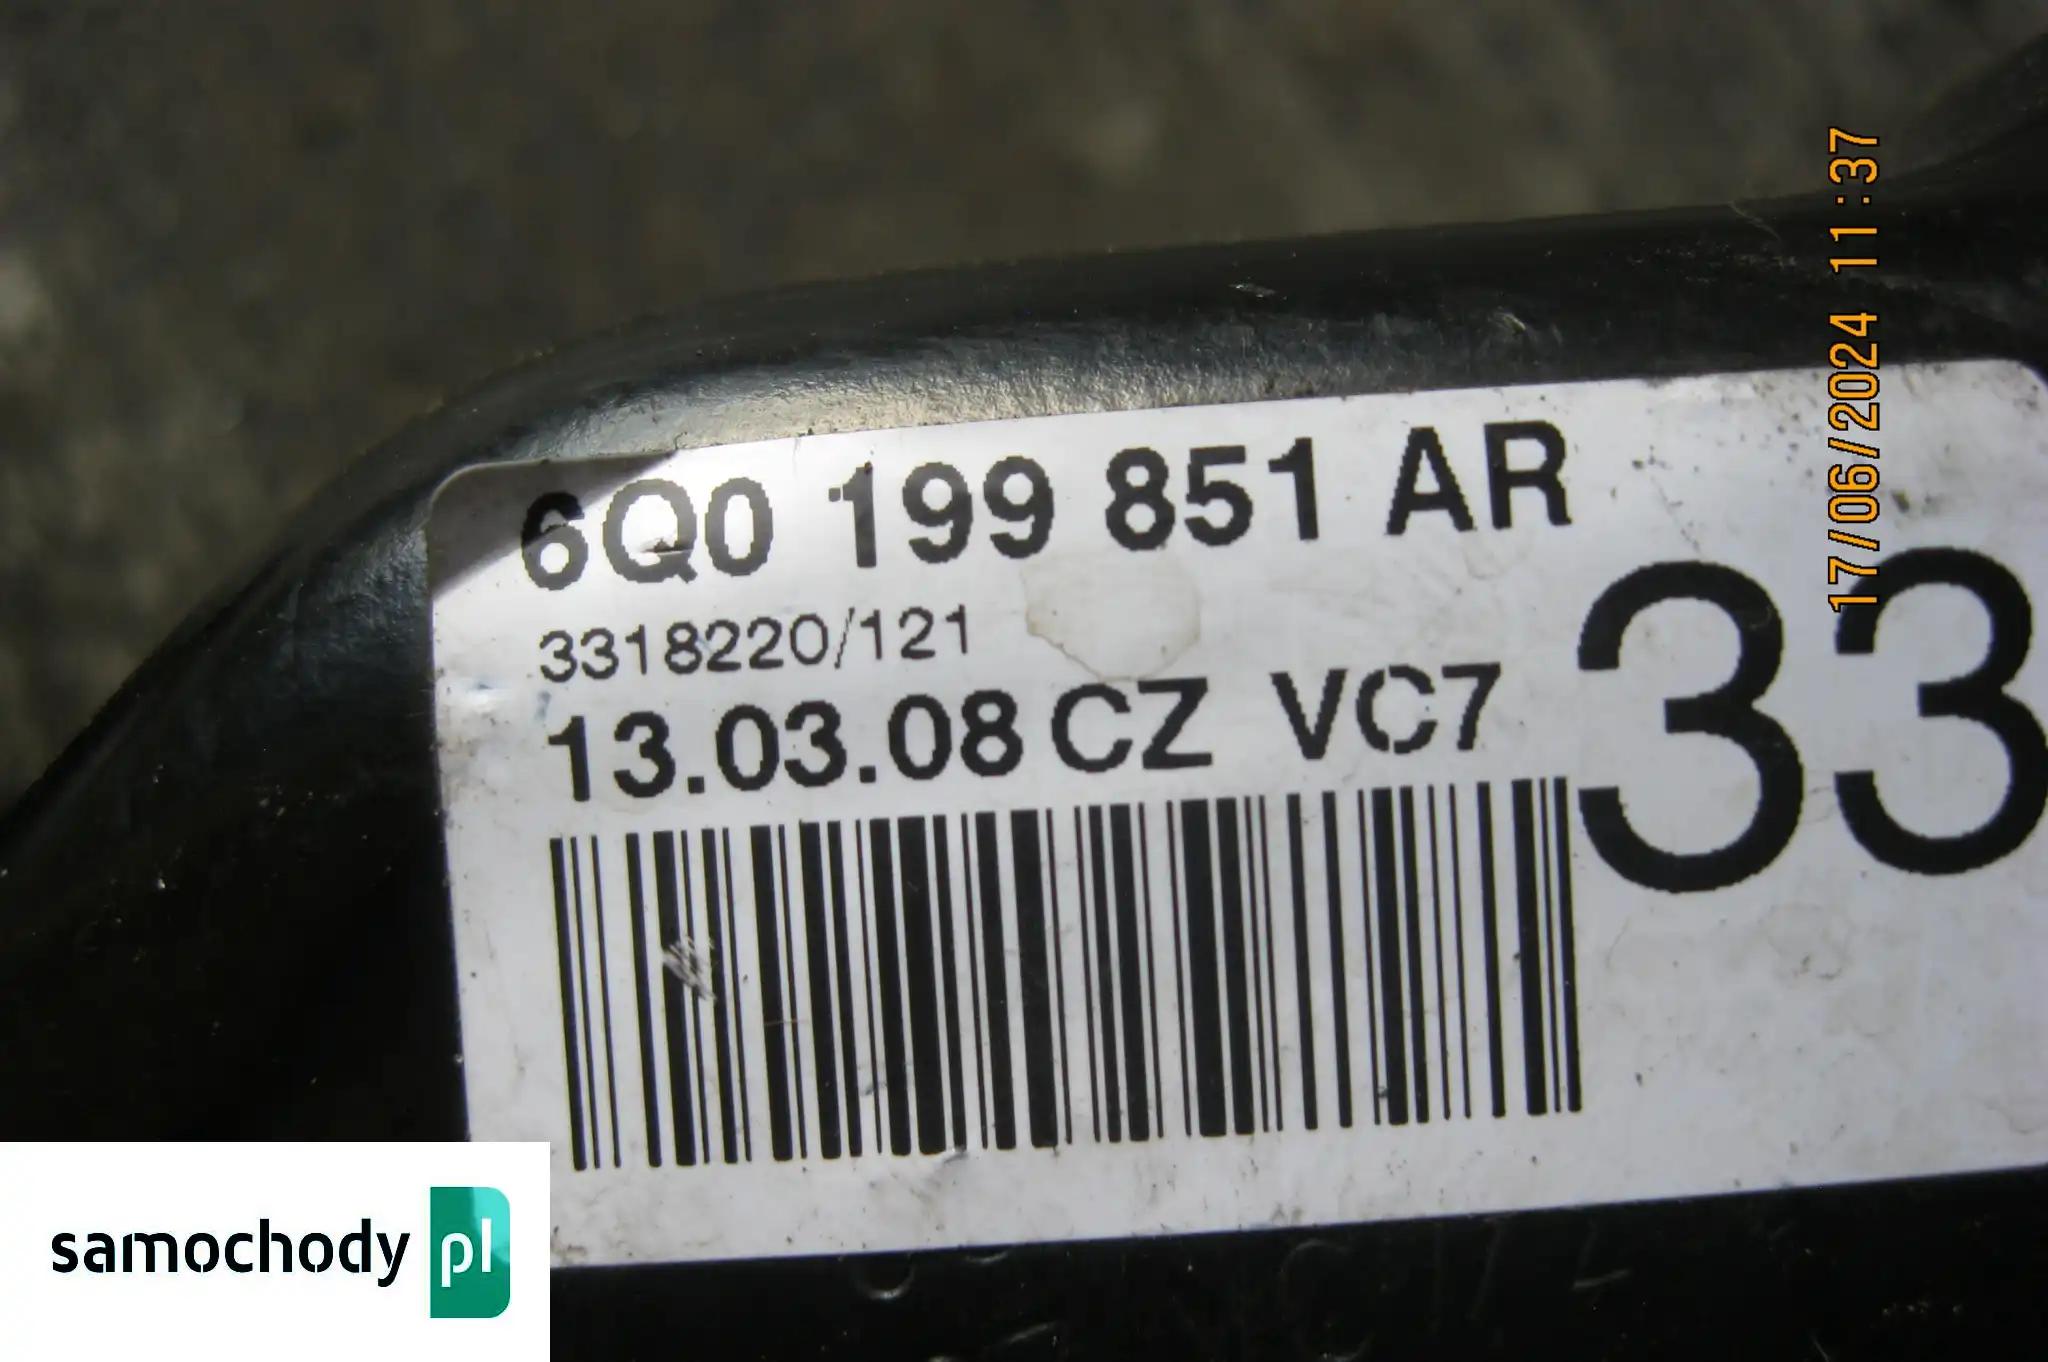 6Q0 199 851 AR
3318220/121
13.03.08 CZ VC7
33
17/06/2024 11:37
samochody pl